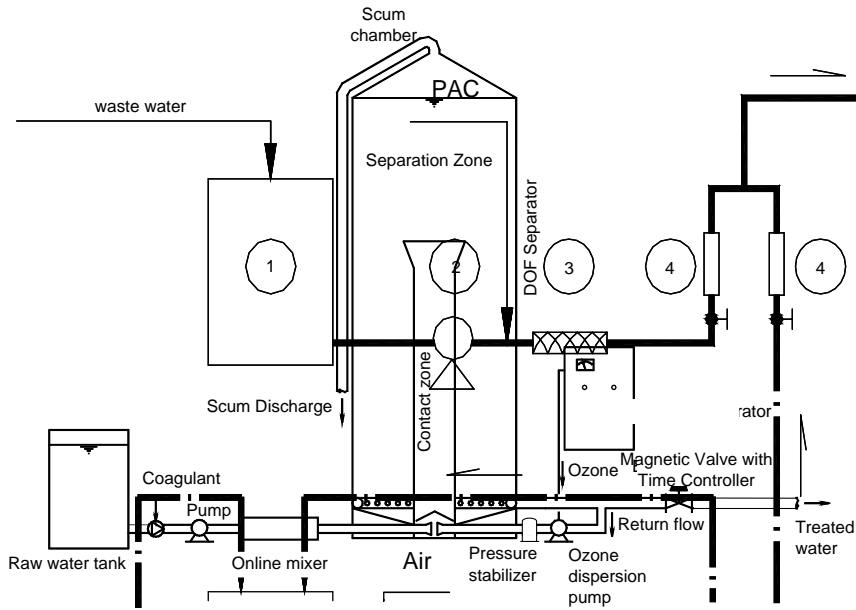 Scum
chamber
PAC
waste water
Separation Zone
DOF Separator
1
2
3
4
4
Contact zone
Scum Discharge
Magnetic Valve with
Time Controller
Ozone
Coagulant
Pump
Return flow
Treated
water
Raw water tank
Online mixer
Air
Pressure
stabilizer
Ozone
dispersion
pump